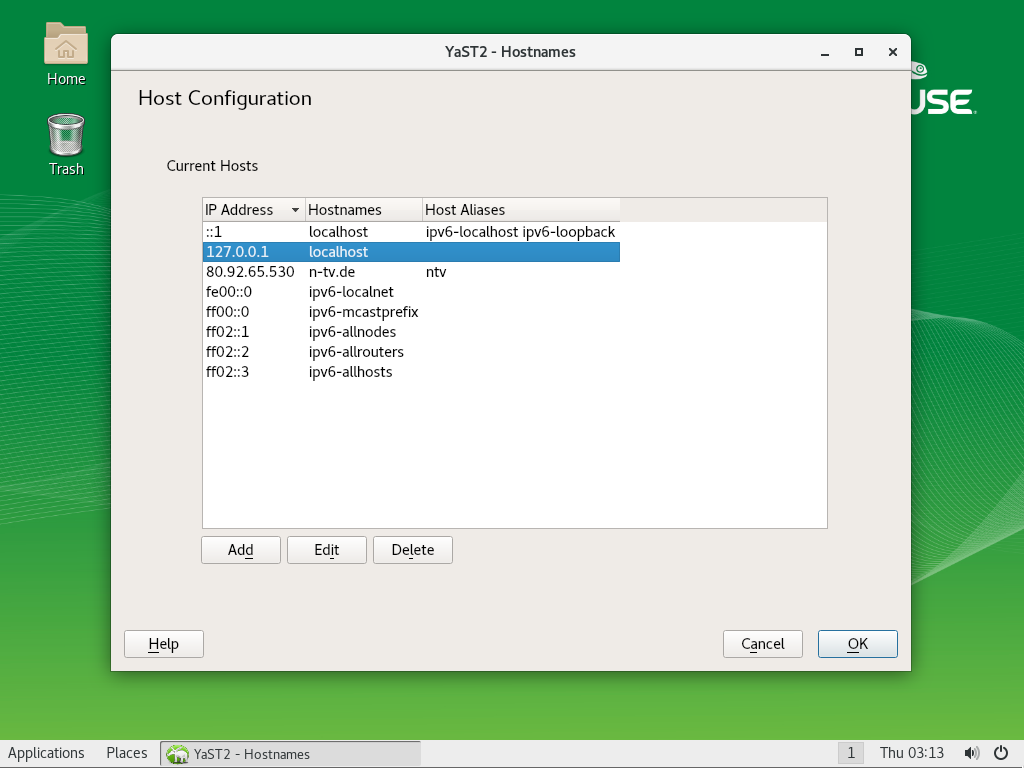 Home
Trash
USE.
YaST2 - Hostnames
Host Configuration
Current Hosts
IP Address Hostnames Host Aliases
::1 localhost ipv6-localhost ipv6-loopback
127.0.0.1 localhost
80.92.65.530 n-tv.de ntv
fe00::0 ipv6-localnet
ff00::0 ipv6-mcastprefix
ff02::1 ipv6-allnodes
ff02::2 ipv6-allrouters
ff02::3 ipv6-allhosts
Add Edit Delete
Help Cancel OK
Applications Places YaST2 - Hostnames 1 Thu 03:13